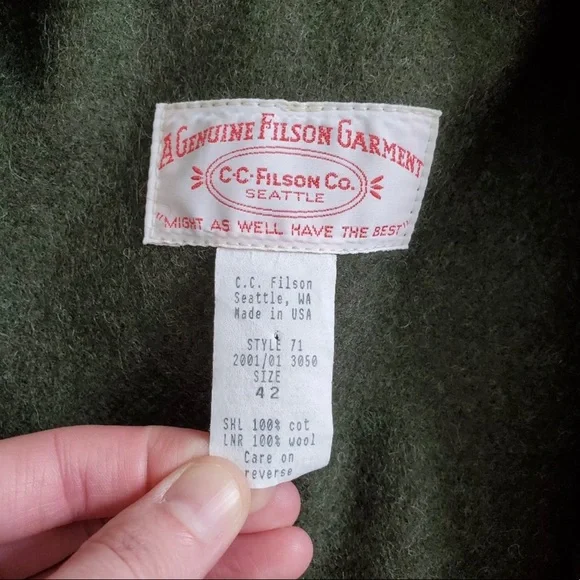 A GENUINE FILSON GARMENT
C·C·FILSON CO.
SEATTLE
"MIGHT AS WELL HAVE THE BEST"
C.C. Filson
Seattle, WA
Made in USA
STYLE 71
2001/01 3050
SIZE
42
SHL 100% cot
LNR 100% wool
Care on
reverse